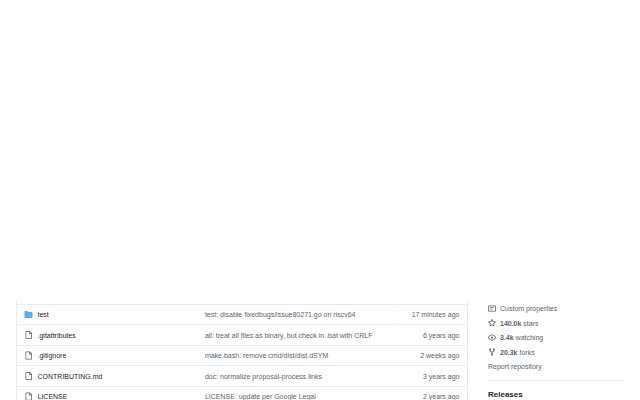 test test: disable fixedbugs/issue80271.go on riscv64 17 minutes ago
.gitattributes all: treat all files as binary, but check in .bat with CRLF 6 years ago
.gitignore make.bash: remove cmd/dist/dist.dSYM 2 weeks ago
CONTRIBUTING.md doc: normalize proposal-process links 3 years ago
LICENSE LICENSE: update per Google Legal 2 years ago
Custom properties
140.0k stars
3.4k watching
20.3k forks
Report repository
Releases